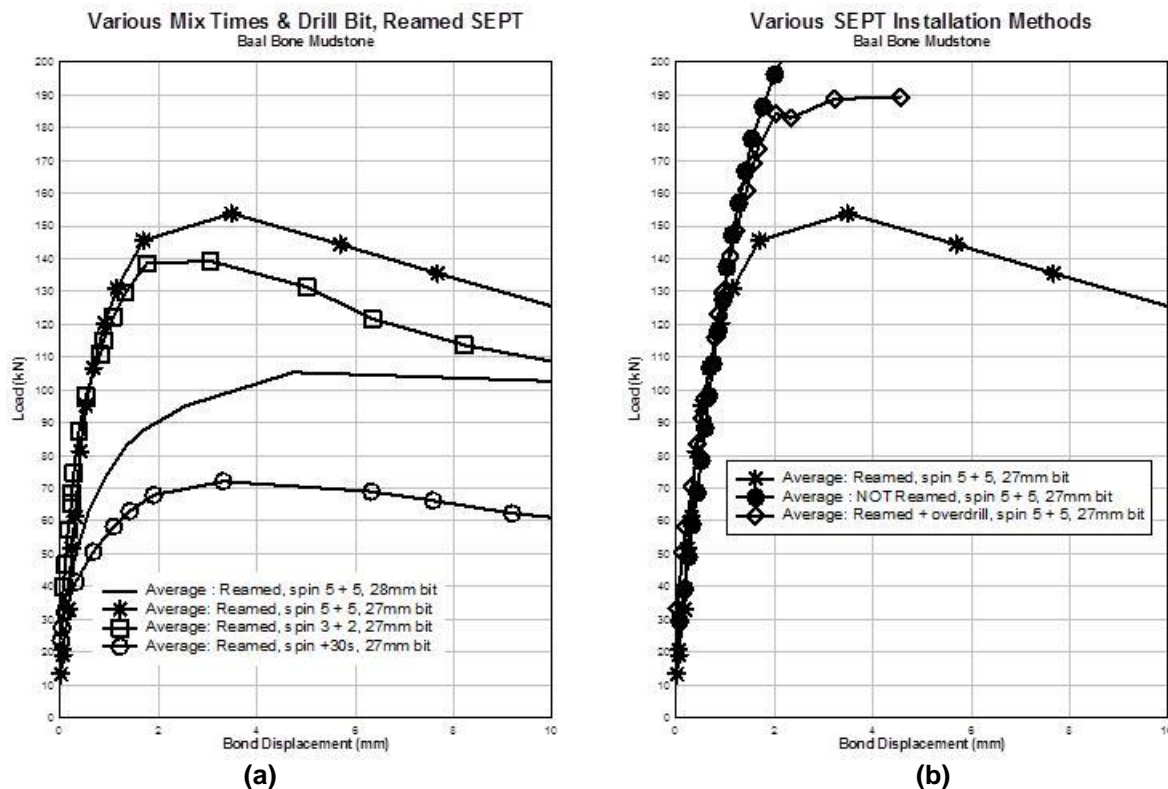 Various Mix Times & Drill Bit, Reamed SEPT
Baal Bone Mudstone
200
190
180
170
160
150
140
130
120
110
100
90
80
70
60
50
40
30
20
10
0
Load (kN)
Average : Reamed, spin 5 + 5, 28mm bit
Average: Reamed, spin 5 + 5, 27mm bit
Average: Reamed, spin 3 + 2, 27mm bit
Average: Reamed, spin +30s, 27mm bit
0 2 4 6 8 10
Bond Displacement (mm)
(a)
Various SEPT Installation Methods
Baal Bone Mudstone
200
190
180
170
160
150
140
130
120
110
100
90
80
70
60
50
40
30
20
10
0
Load (kN)
Average: Reamed, spin 5 + 5, 27mm bit
Average : NOT Reamed, spin 5 + 5, 27mm bit
Average: Reamed + overdrill, spin 5 + 5, 27mm bit
0 2 4 6 8 10
Bond Displacement (mm)
(b)